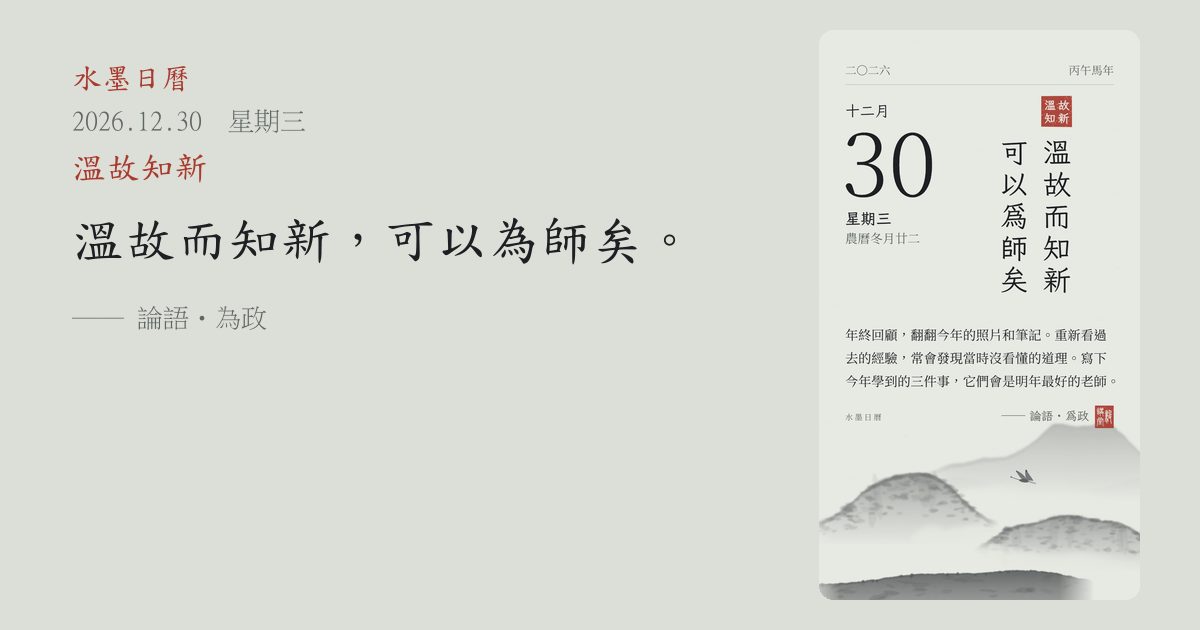 水墨日曆
2026.12.30 星期三
溫故知新
溫故而知新，可以為師矣。
—— 論語・為政
二〇二六
丙午馬年
十二月
30
星期三
農曆冬月廿二
溫故知新
溫故而知新
可以爲師矣
年終回顧，翻翻今年的照片和筆記。重新看過
去的經驗，常會發現當時沒看懂的道理。寫下
今年學到的三件事，它們會是明年最好的老師。
水墨日曆
—— 論語・爲政